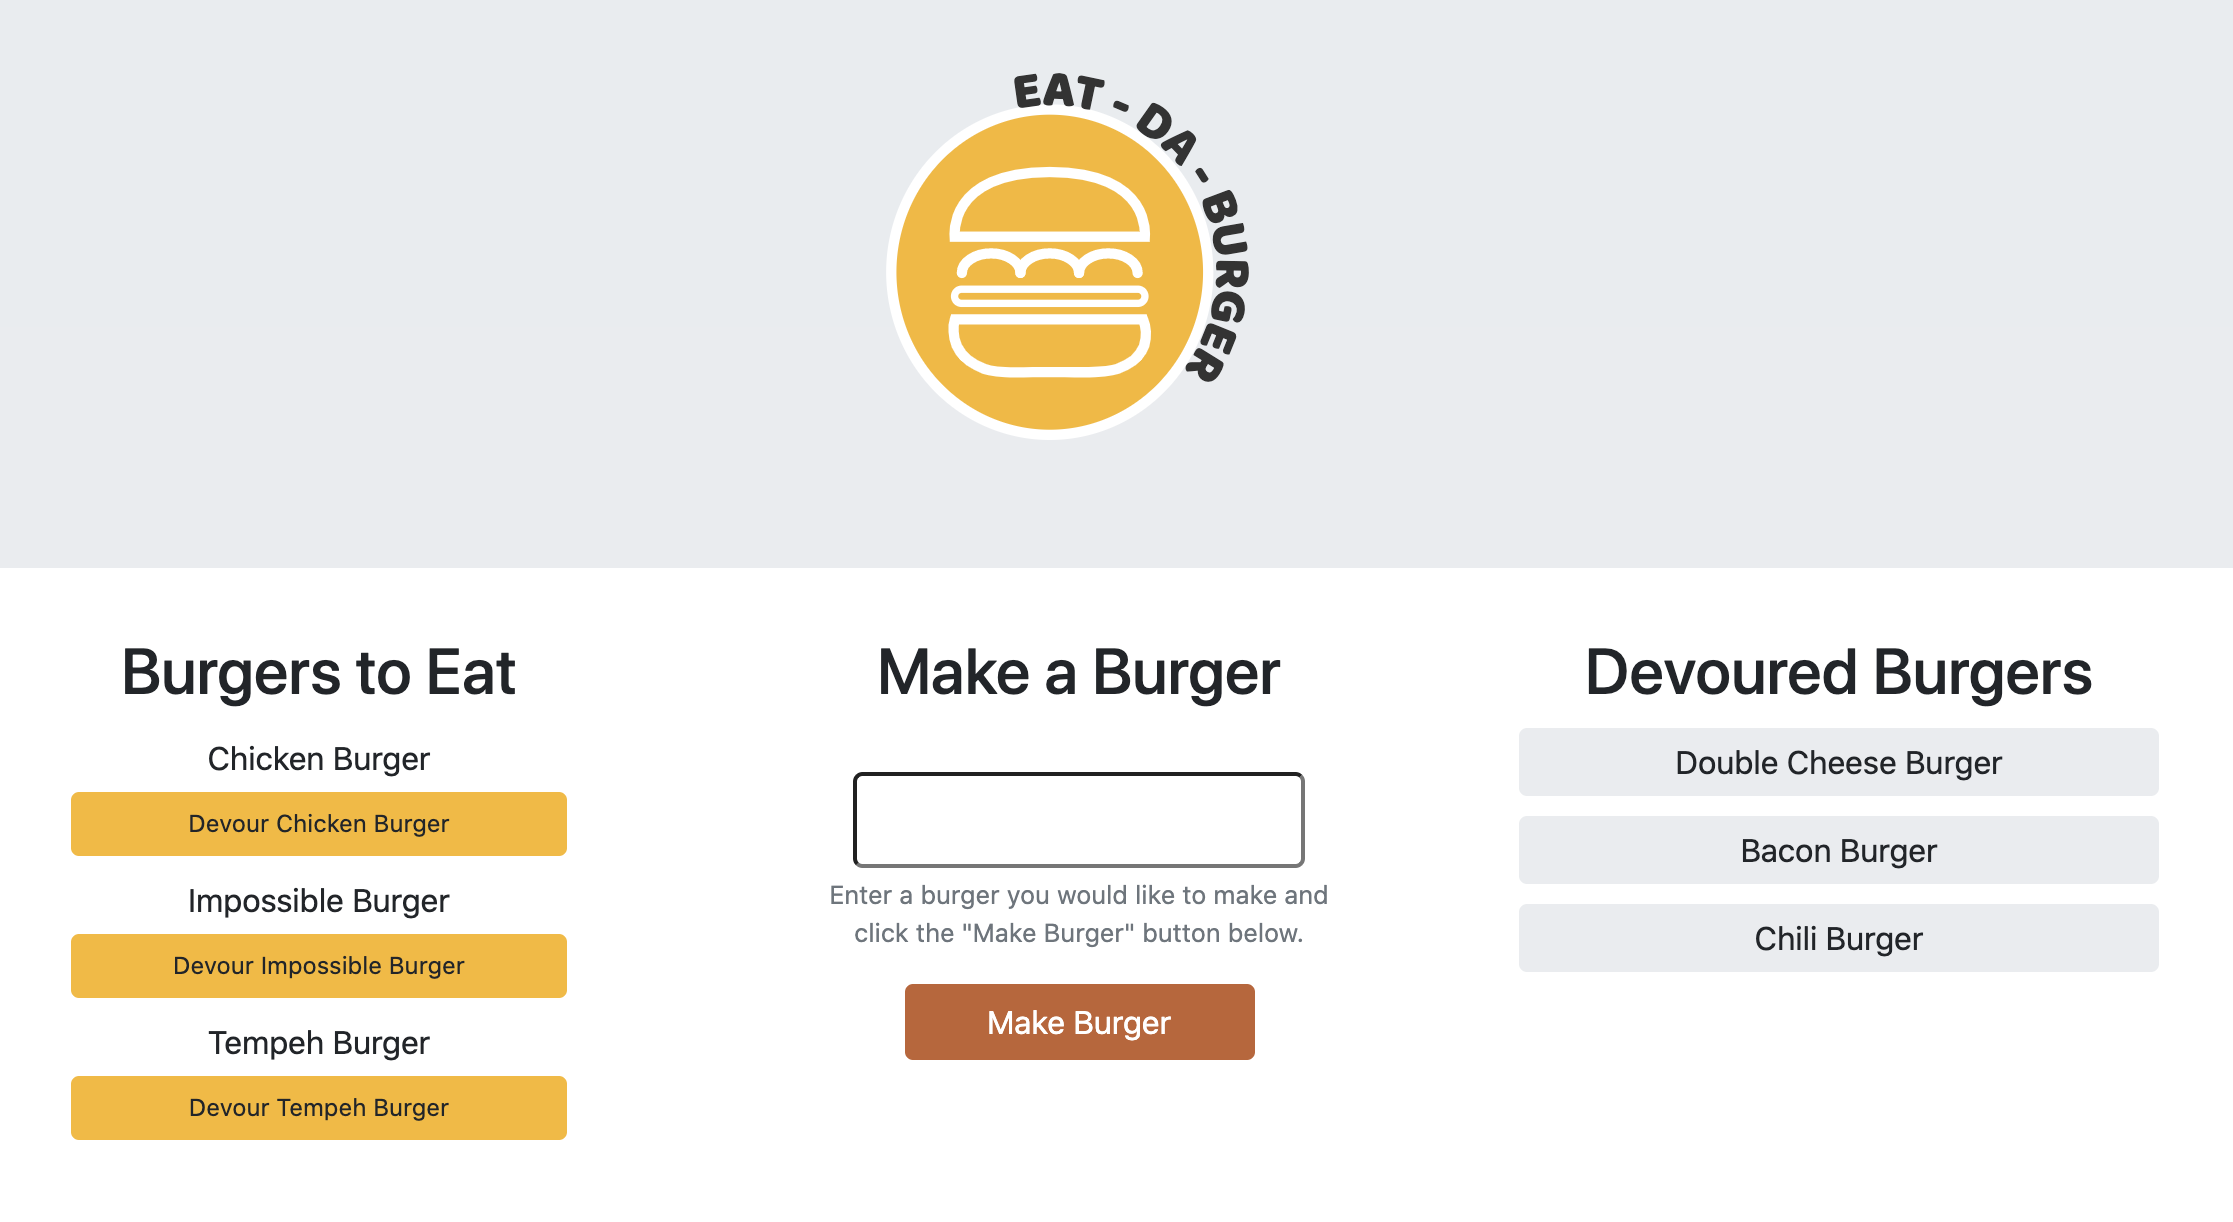 EAT - DA - BURGER
Burgers to Eat
Chicken Burger
Devour Chicken Burger
Impossible Burger
Devour Impossible Burger
Tempeh Burger
Devour Tempeh Burger
Make a Burger
Enter a burger you would like to make and
click the "Make Burger" button below.
Make Burger
Devoured Burgers
Double Cheese Burger
Bacon Burger
Chili Burger